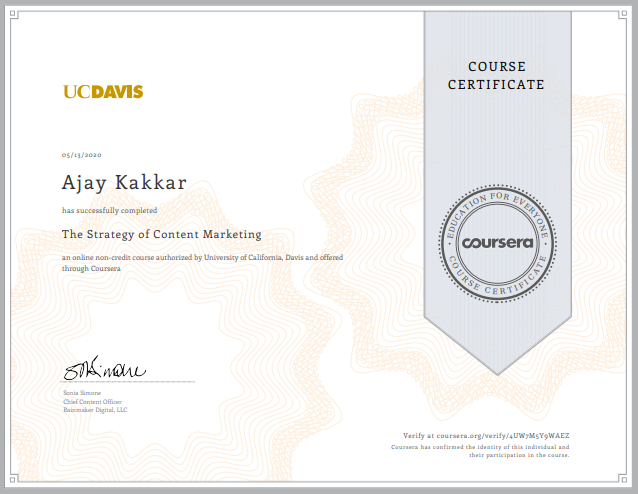 COURSE
CERTIFICATE
UCDAVIS
05/13/2020
Ajay Kakkar
has successfully completed
The Strategy of Content Marketing
an online non-credit course authorized by University of California, Davis and offered
through Coursera
EDUCATION FOR EVERYONE
coursera
COURSE CERTIFICATE
Sonia Simone
Chief Content Officer
Rainmaker Digital, LLC
Verify at coursera.org/verify/4UW7M5Y9WAEZ
Coursera has confirmed the identity of this individual and
their participation in the course.